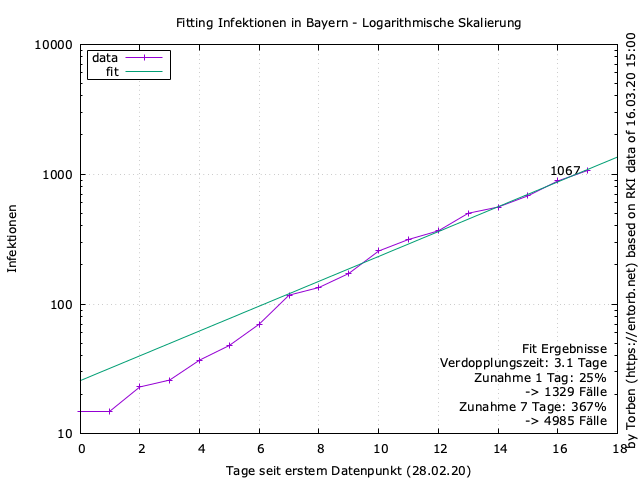 Fitting Infektionen in Bayern - Logarithmische Skalierung
data
fit
10000
1000
100
10
Infektionen
1067
Fit Ergebnisse
Verdopplungszeit: 3.1 Tage
Zunahme 1 Tag: 25%
-> 1329 Fälle
Zunahme 7 Tage: 367%
-> 4985 Fälle
0 2 4 6 8 10 12 14 16 18
Tage seit erstem Datenpunkt (28.02.20)
by Torben (https://entorb.net) based on RKI data of 16.03.20 15:00